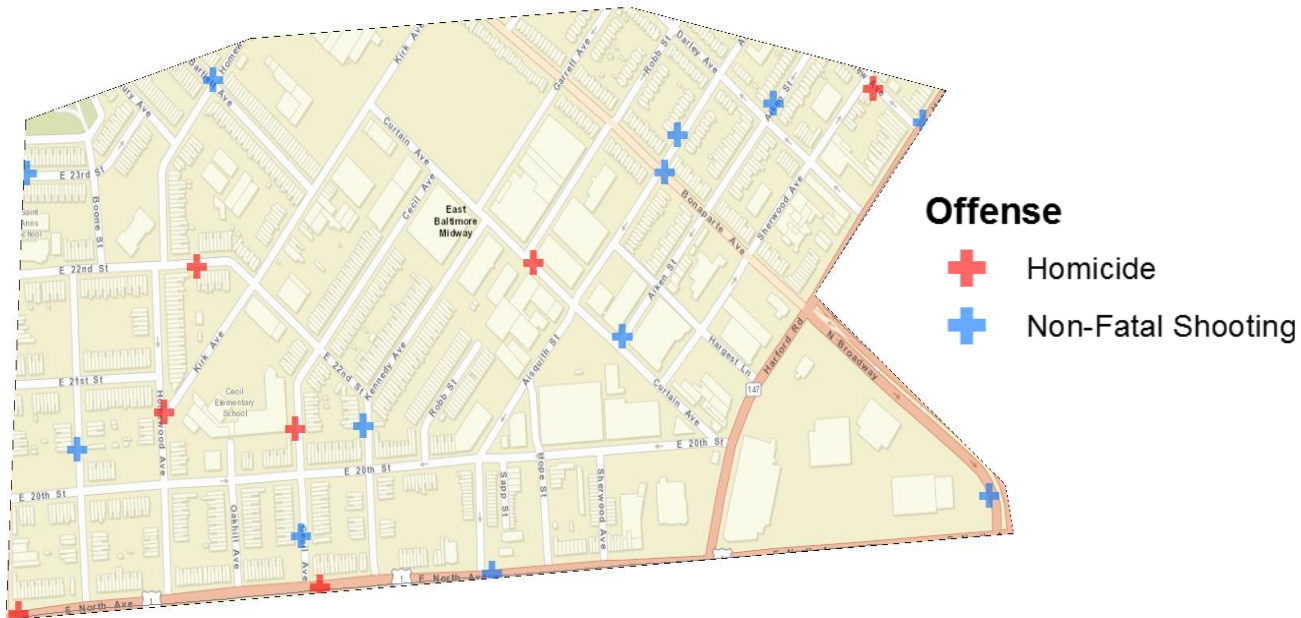 Kirk Ave
Garrett Ave
Robb St
Darley Ave
Curtain Ave
E 23rd St
Boone St
Cecil Ave
East
Baltimore
Midway
Bonaparte Ave
Sherwood Ave
Offense
Homicide
Non-Fatal Shooting
E 22nd St
Aiken St
Kirk Ave
E 22nd St
Kennedy Ave
Aisquith St
Hargest Ln
Harford Rd
N Broadway
E 21st St
Cecil
Elementary
School
Robb St
Curtain Ave
147
E 20th St
E 20th St
E 20th St
Oakhill Ave
Sapp St
Hope St
Sherwood Ave
E North Ave
1
E North Ave
1